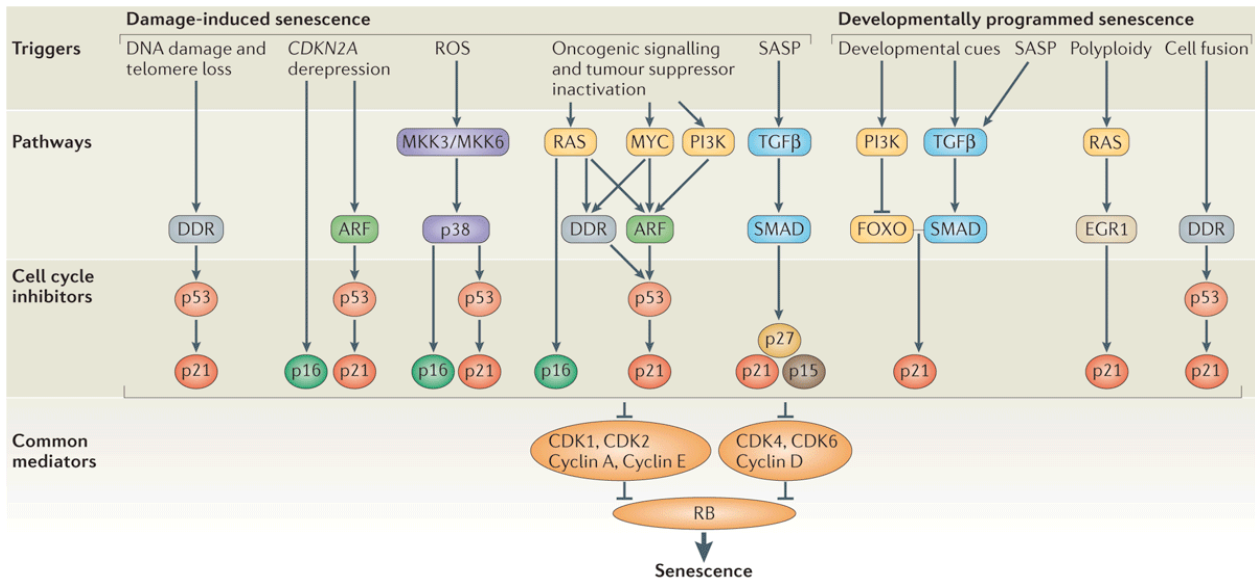 Damage-induced senescence
Developmentally programmed senescence
Triggers
DNA damage and
telomere loss
CDKN2A
derepression
ROS
Oncogenic signalling
and tumour suppressor
inactivation
SASP
Developmental cues
SASP
Polyploidy
Cell fusion
Pathways
MKK3/MKK6
RAS
MYC
PI3K
TGFβ
PI3K
TGFβ
RAS
DDR
ARF
p38
DDR
ARF
SMAD
FOXO
SMAD
EGR1
DDR
Cell cycle
inhibitors
p53
p53
p53
p53
p53
p27
p21
p16
p21
p16
p21
p16
p21
p21
p15
p21
p21
p21
Common
mediators
CDK1, CDK2
Cyclin A, Cyclin E
CDK4, CDK6
Cyclin D
RB
Senescence